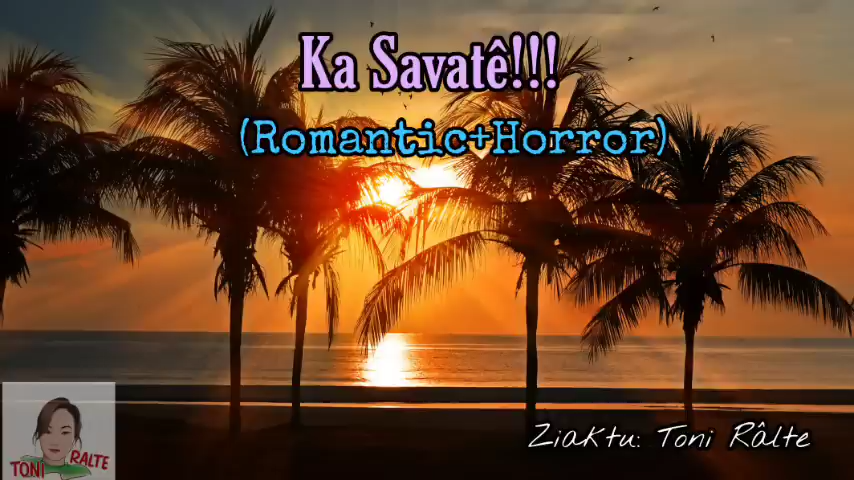 Ka Savatê!!!
(Romantic+Horror)
Ziaktu: Toni Râlte
TONI RALTE